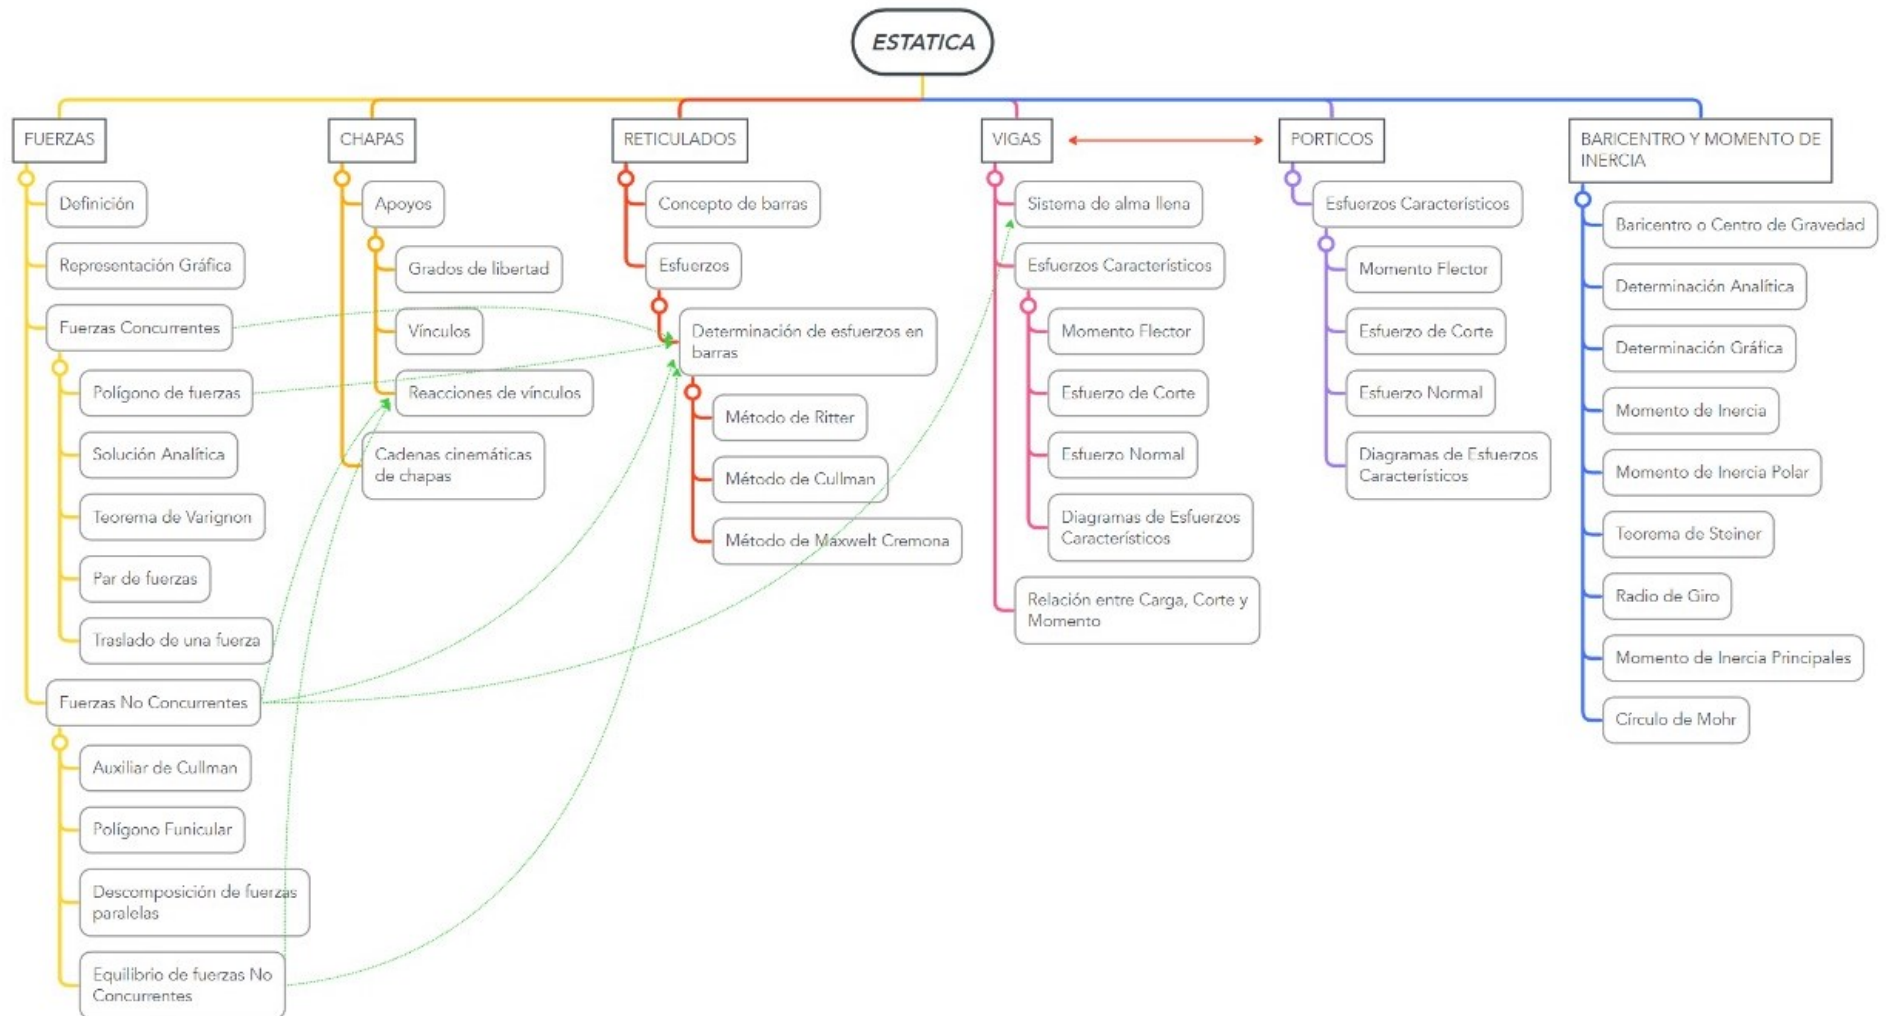 ESTATICA
FUERZAS
Definición
Representación Gráfica
Fuerzas Concurrentes
Polígono de fuerzas
Solución Analítica
Teorema de Varignon
Par de fuerzas
Traslado de una fuerza
Fuerzas No Concurrentes
Auxiliar de Cullman
Polígono Funicular
Descomposición de fuerzas
paralelas
Equilibrio de fuerzas No
Concurrentes
CHAPAS
Apoyos
Grados de libertad
Vínculos
Reacciones de vínculos
Cadenas cinemáticas
de chapas
RETICULADOS
Concepto de barras
Esfuerzos
Determinación de esfuerzos en
barras
Método de Ritter
Método de Cullman
Método de Maxwelt Cremona
VIGAS
Sistema de alma llena
Esfuerzos Característicos
Momento Flector
Esfuerzo de Corte
Esfuerzo Normal
Diagramas de Esfuerzos
Característicos
Relación entre Carga, Corte y
Momento
PORTICOS
Esfuerzos Característicos
Momento Flector
Esfuerzo de Corte
Esfuerzo Normal
Diagramas de Esfuerzos
Característicos
BARICENTRO Y MOMENTO DE
INERCIA
Baricentro o Centro de Gravedad
Determinación Analítica
Determinación Gráfica
Momento de Inercia
Momento de Inercia Polar
Teorema de Steiner
Radio de Giro
Momento de Inercia Principales
Círculo de Mohr